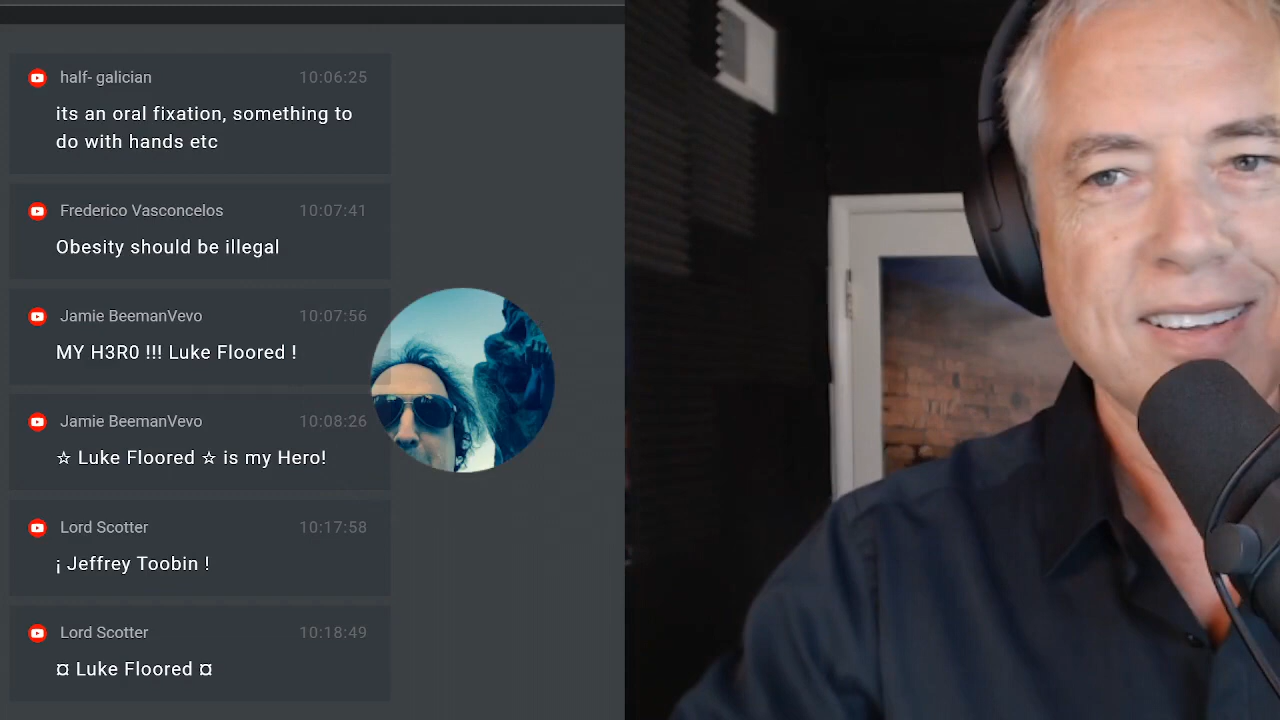 half- galician 10:06:25
its an oral fixation, something to
do with hands etc
Frederico Vasconcelos 10:07:41
Obesity should be illegal
Jamie BeemanVevo 10:07:56
MY H3R0 !!! Luke Floored !
Jamie BeemanVevo 10:08:26
☆ Luke Floored ☆ is my Hero!
Lord Scotter 10:17:58
¡ Jeffrey Toobin !
Lord Scotter 10:18:49
¤ Luke Floored ¤